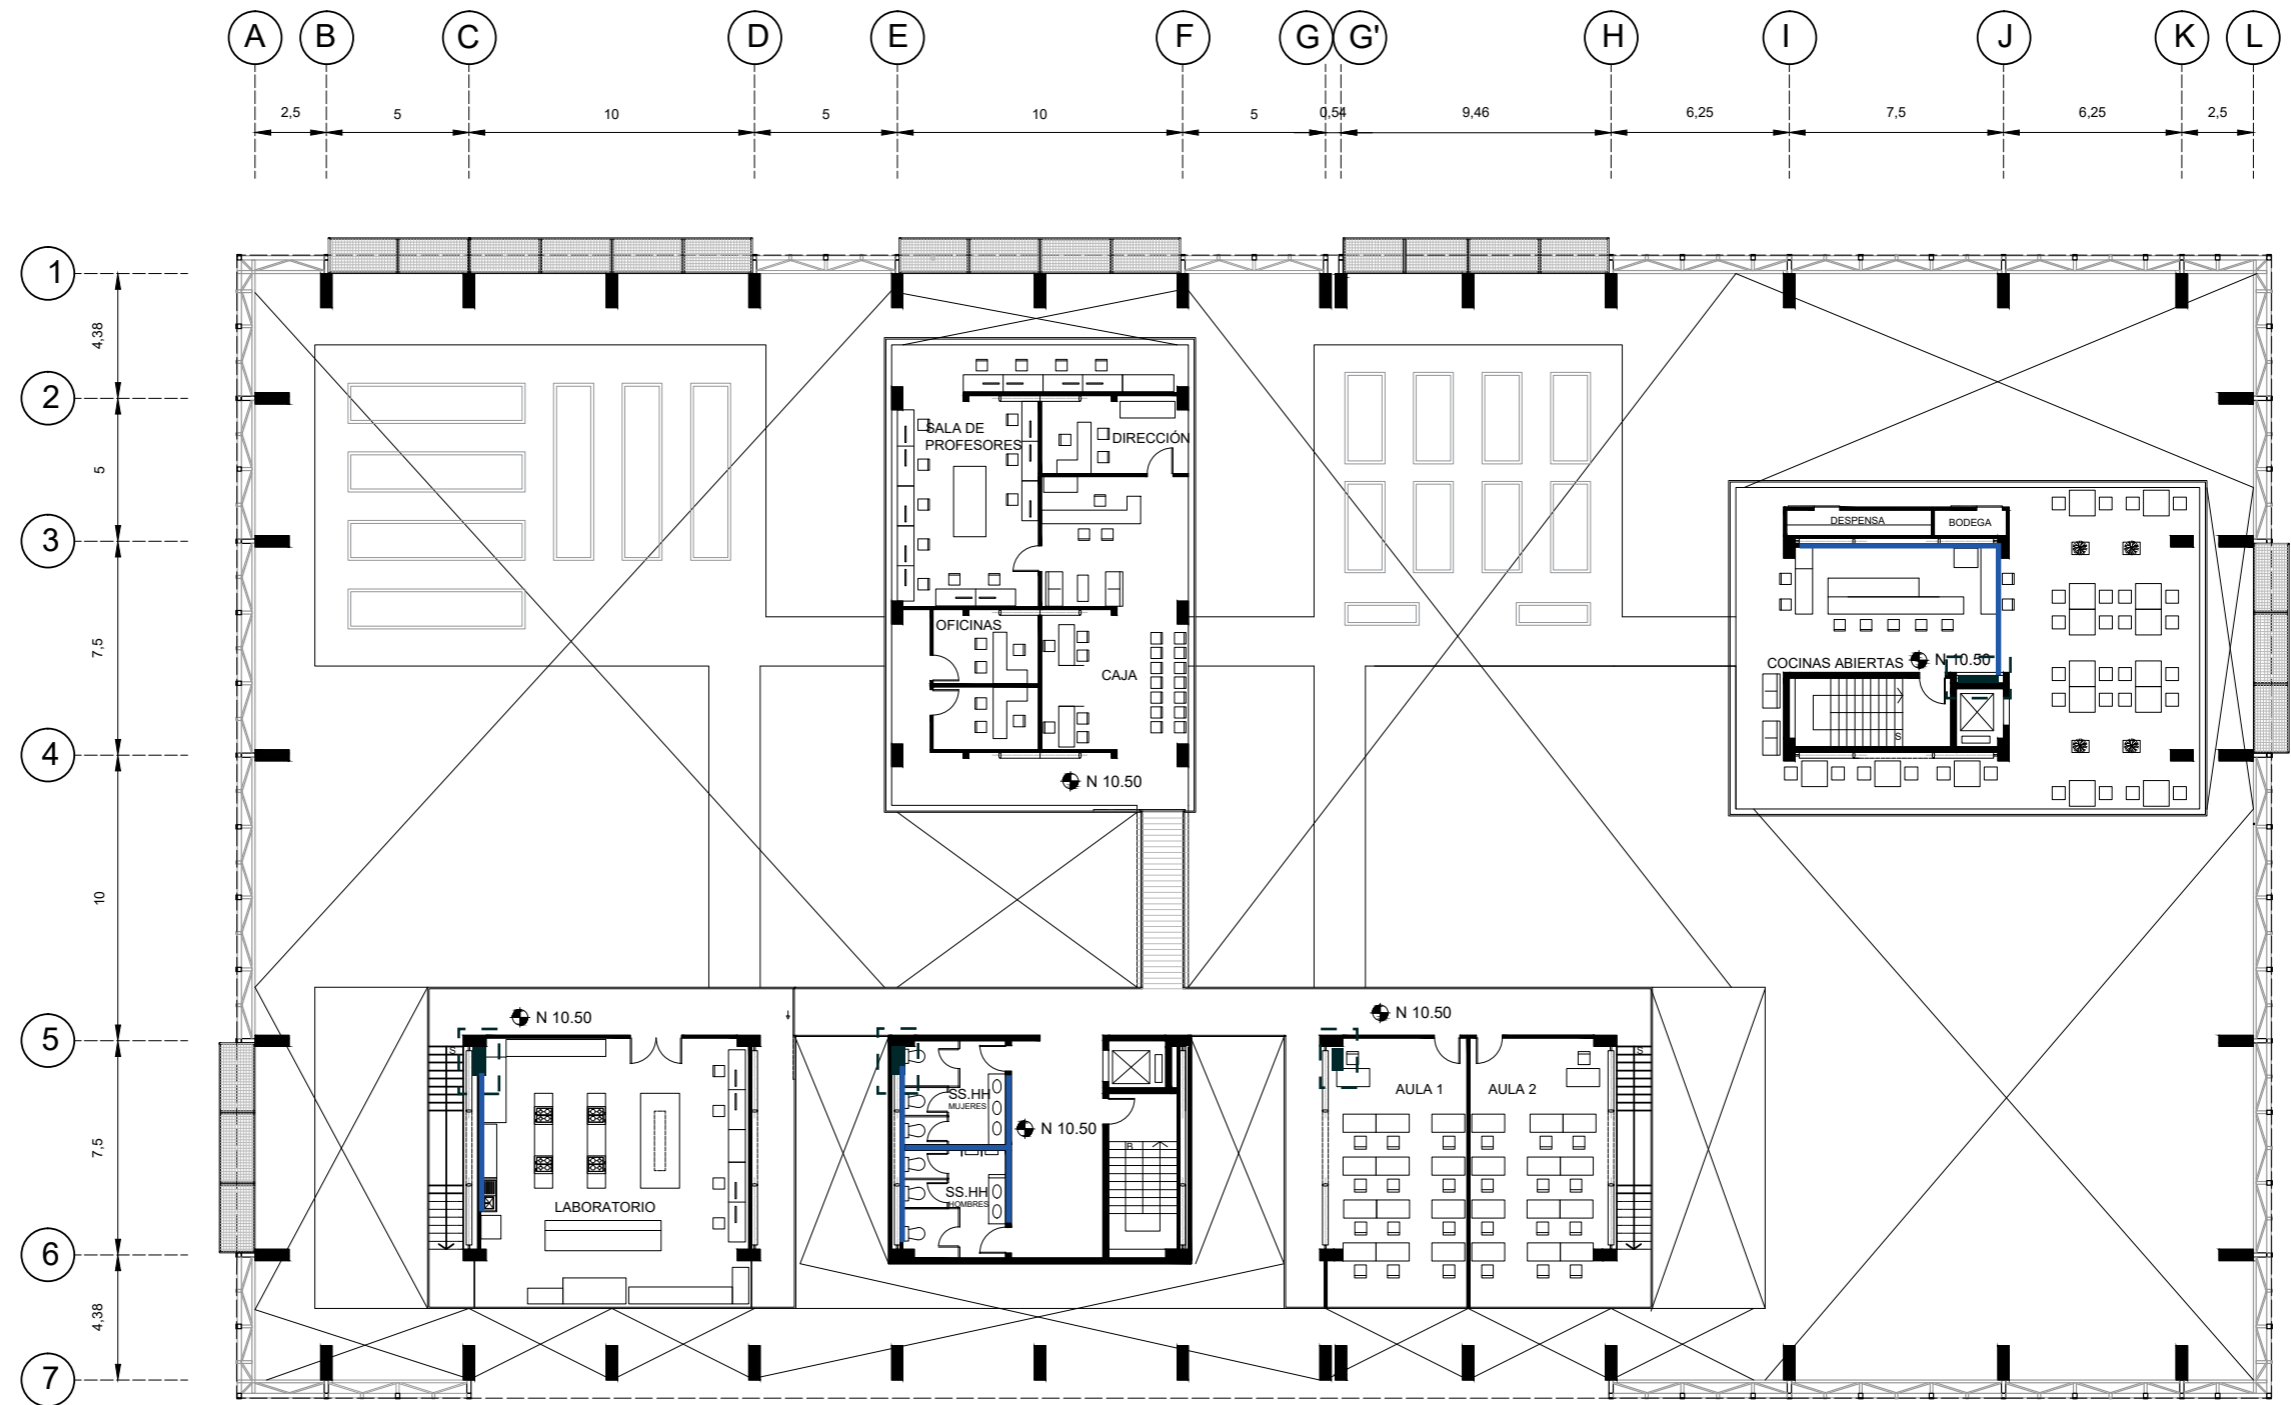 A B C D E F G G' H I J K L
2,5 5 10 5 10 5 0,54 9,46 6,25 7,5 6,25 2,5
1
4,38
2
5
3
7,5
4
10
5
7,5
6
4,38
7
SALA DE
PROFESORES
DIRECCIÓN
OFICINAS
CAJA
N 10.50
DESPENSA
BODEGA
COCINAS ABIERTAS
N 10.50
S
N 10.50
S
LABORATORIO
SS.HH
MUJERES
N 10.50
SS.HH
HOMBRES
B
N 10.50
AULA 1
AULA 2
S